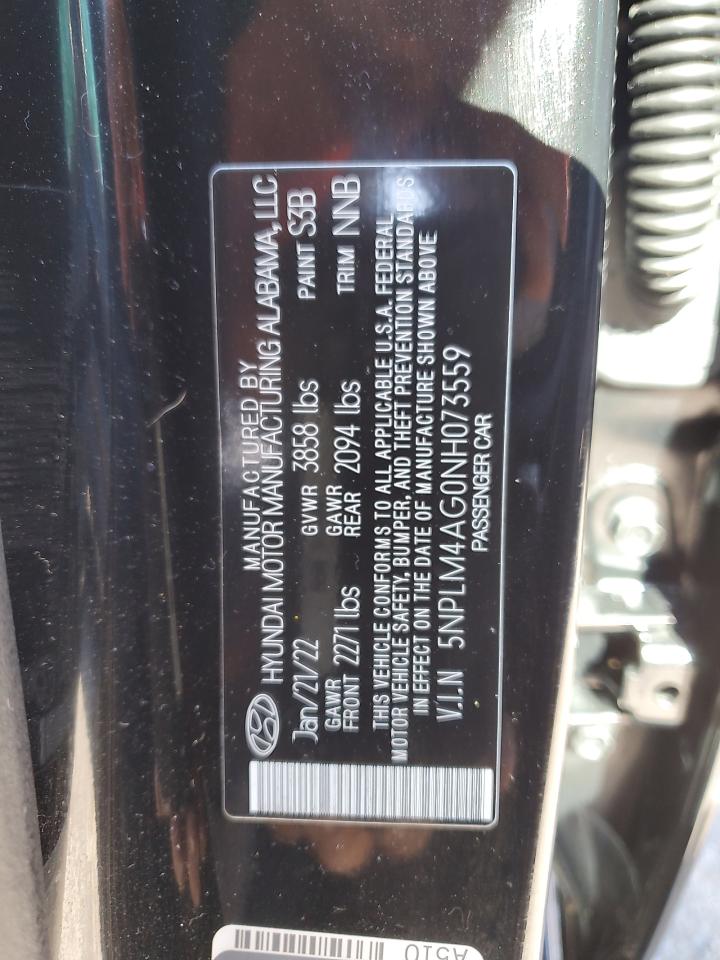 MANUFACTURED BY
HYUNDAI MOTOR MANUFACTURING ALABAMA, LLC
Jan/21/22 GVWR 3858 lbs PAINT S3B
GAWR FRONT 2271 lbs GAWR REAR 2094 lbs TRIM NNB
THIS VEHICLE CONFORMS TO ALL APPLICABLE U.S.A. FEDERAL
MOTOR VEHICLE SAFETY, BUMPER, AND THEFT PREVENTION STANDARDS
IN EFFECT ON THE DATE OF MANUFACTURE SHOWN ABOVE
V.I.N 5NPLM4AG0NH073559
PASSENGER CAR
A510